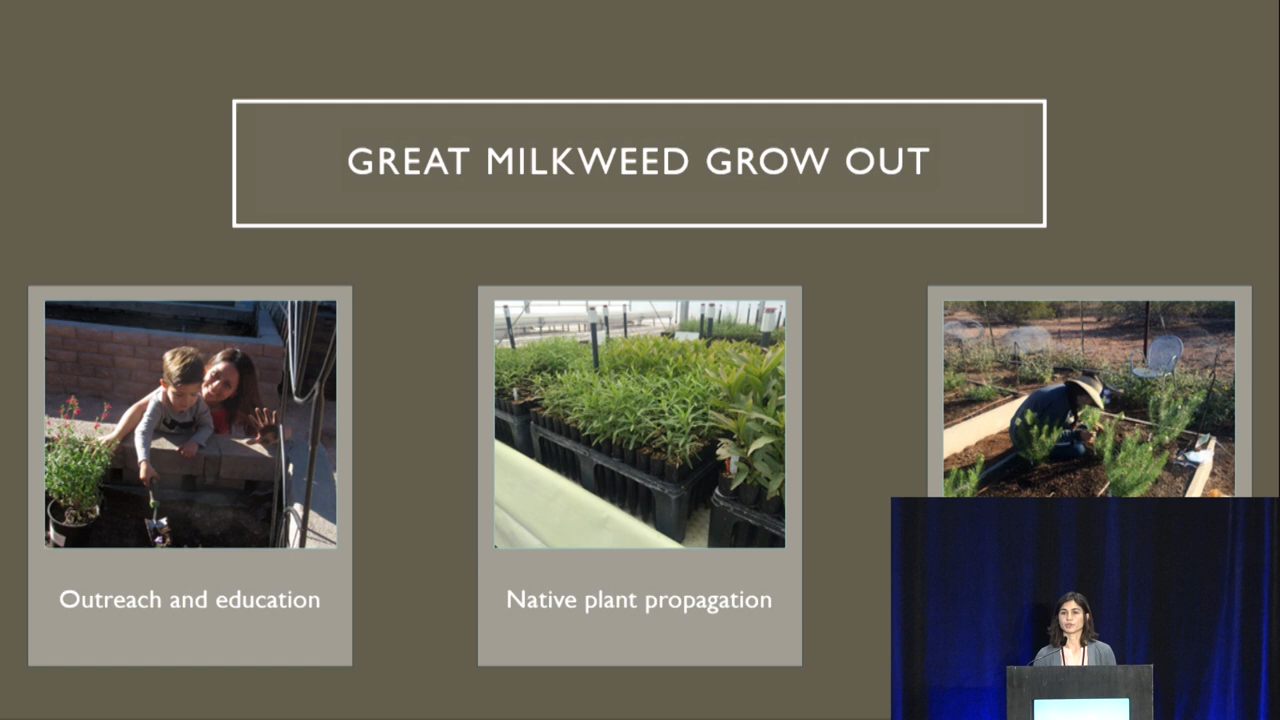 GREAT MILKWEED GROW OUT
Outreach and education
Native plant propagation